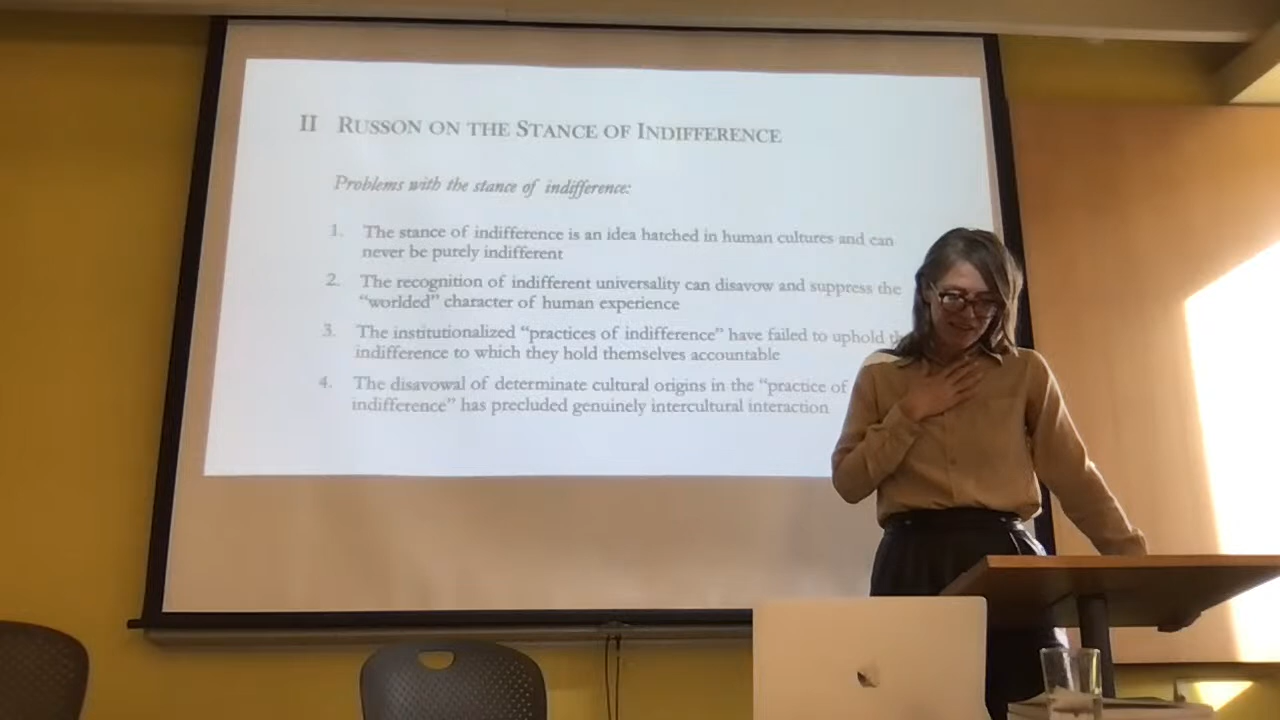 II RUSSON ON THE STANCE OF INDIFFERENCE
Problems with the stance of indifference:
1. The stance of indifference is an idea hatched in human cultures and can
never be purely indifferent
2. The recognition of indifferent universality can disavow and suppress the
“worlded” character of human experience
3. The institutionalized “practices of indifference” have failed to uphold
indifference to which they hold themselves accountable
4. The disavowal of determinate cultural origins in the “practice of
indifference” has precluded genuinely intercultural interaction